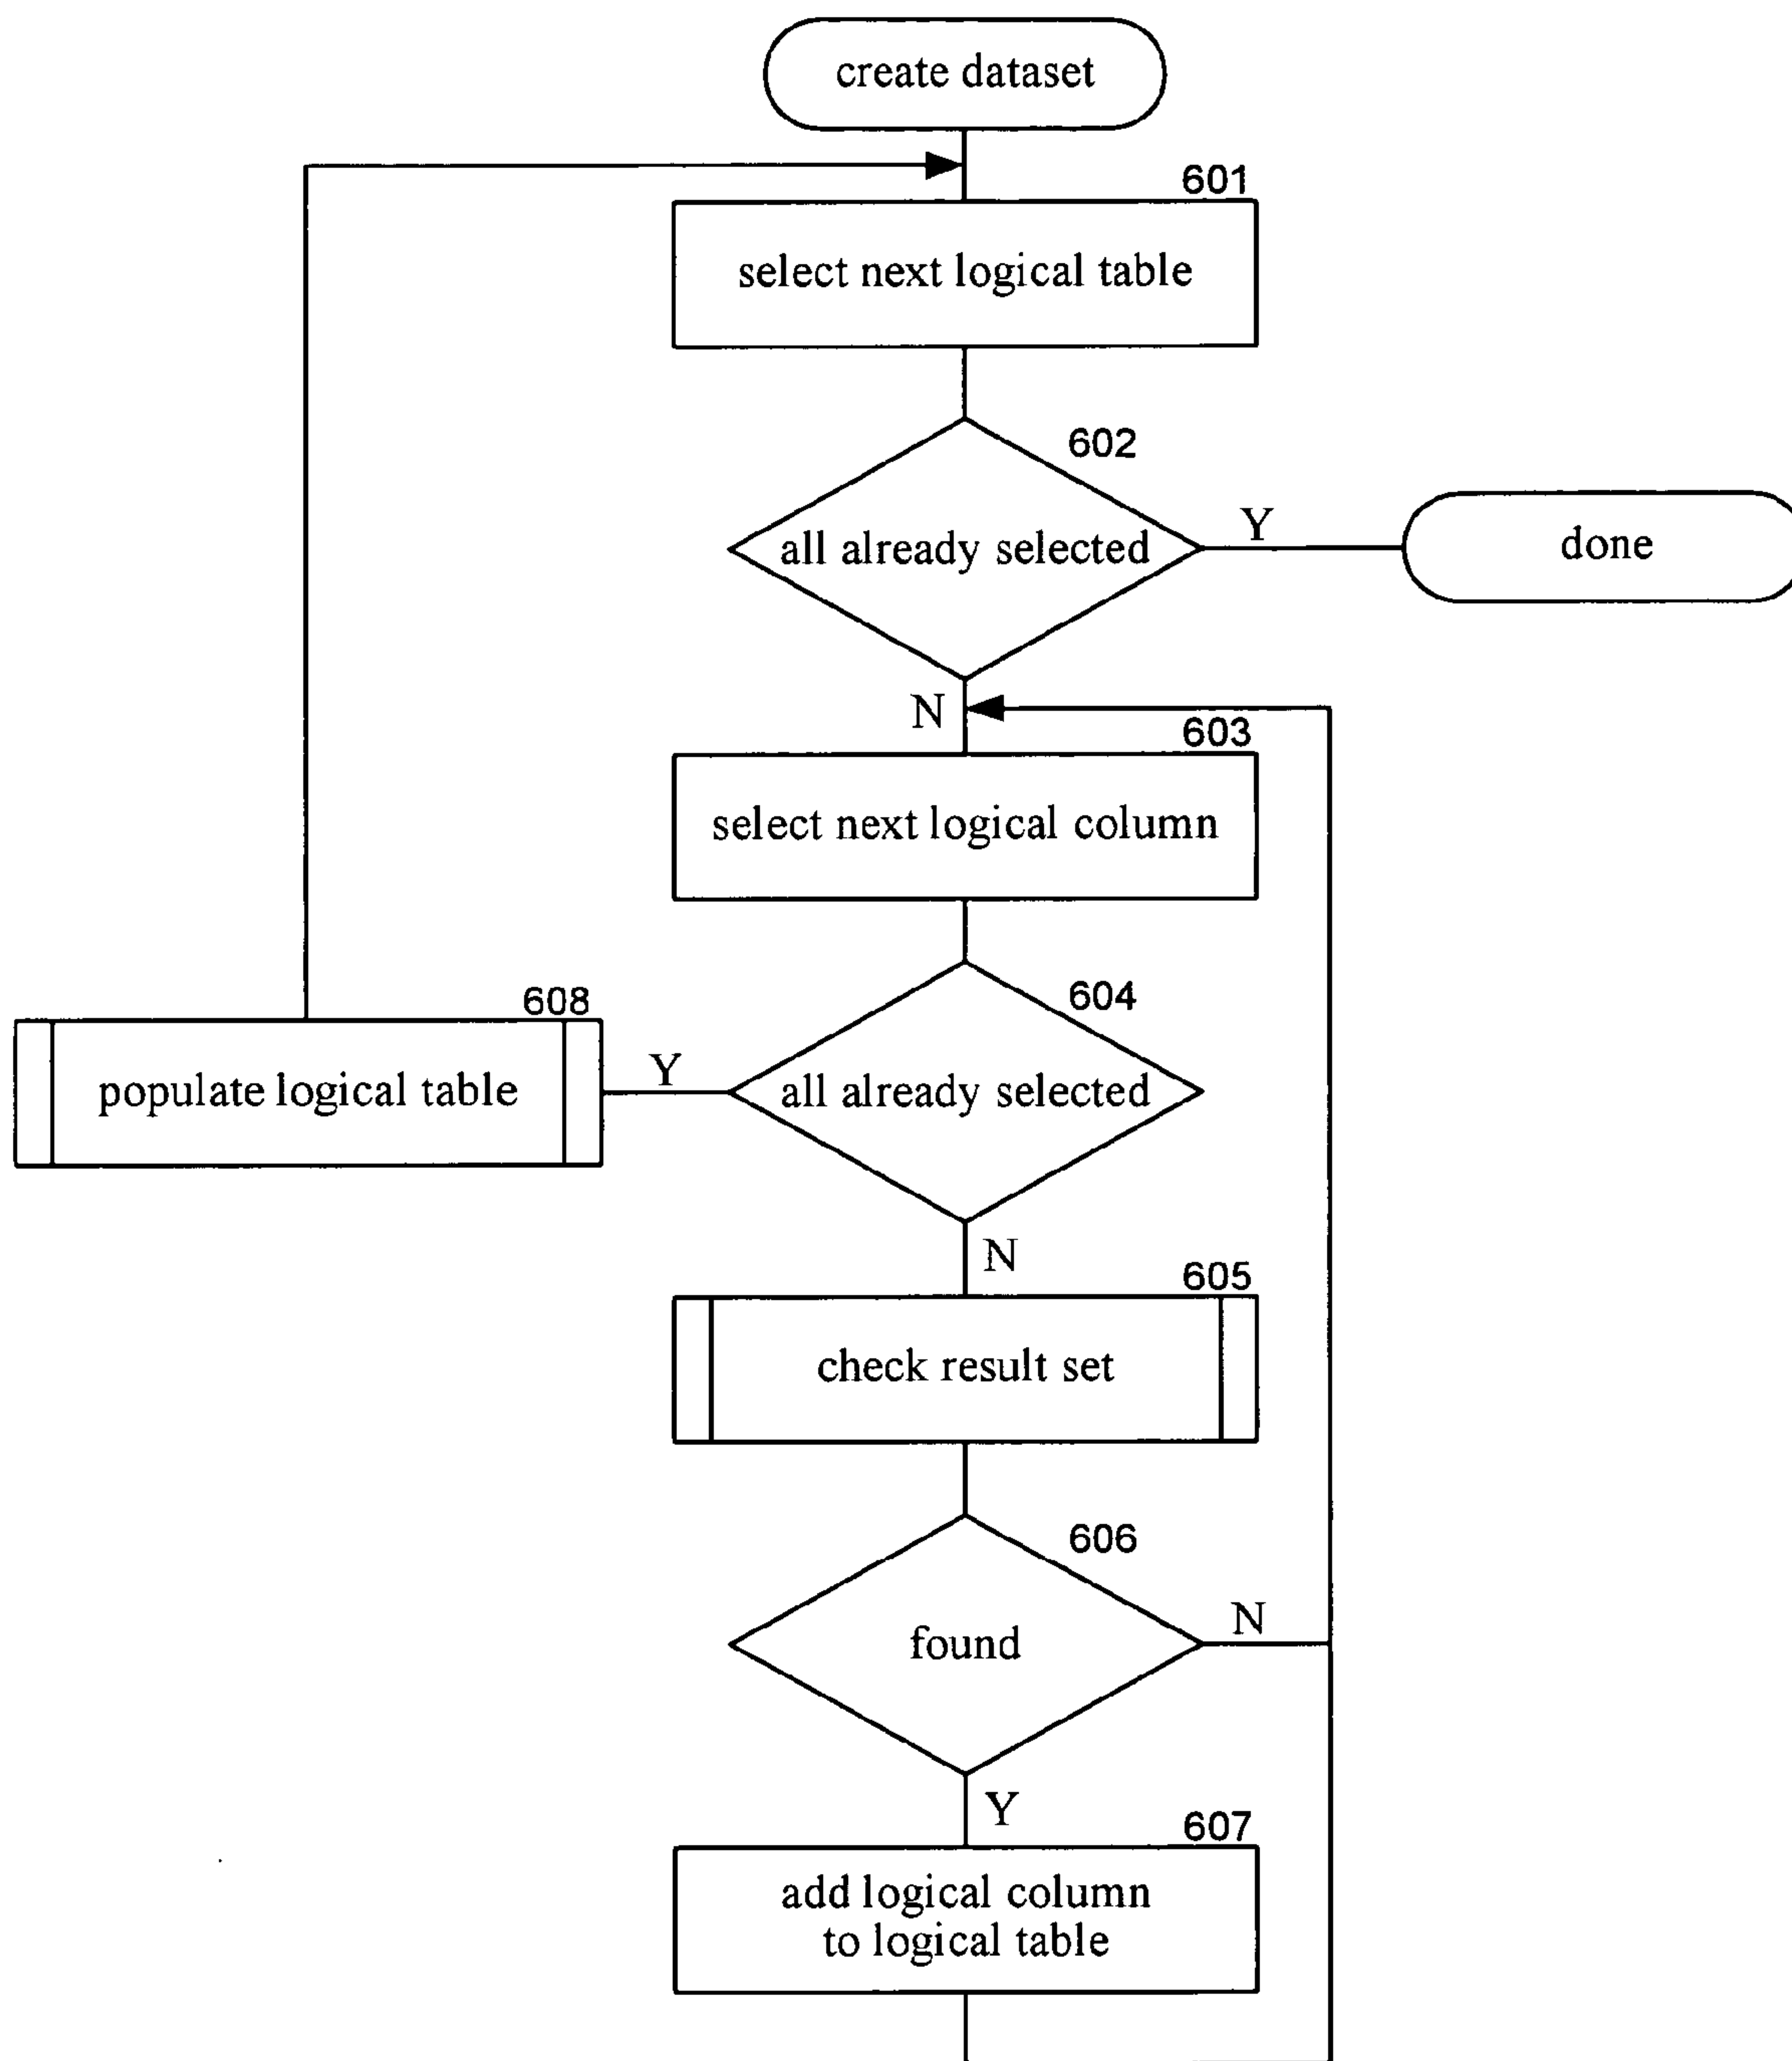 create dataset
601
select next logical table
602
all already selected
Y
done
N
603
select next logical column
608
populate logical table
Y
604
all already selected
N
605
check result set
606
found
N
Y
607
add logical column
to logical table